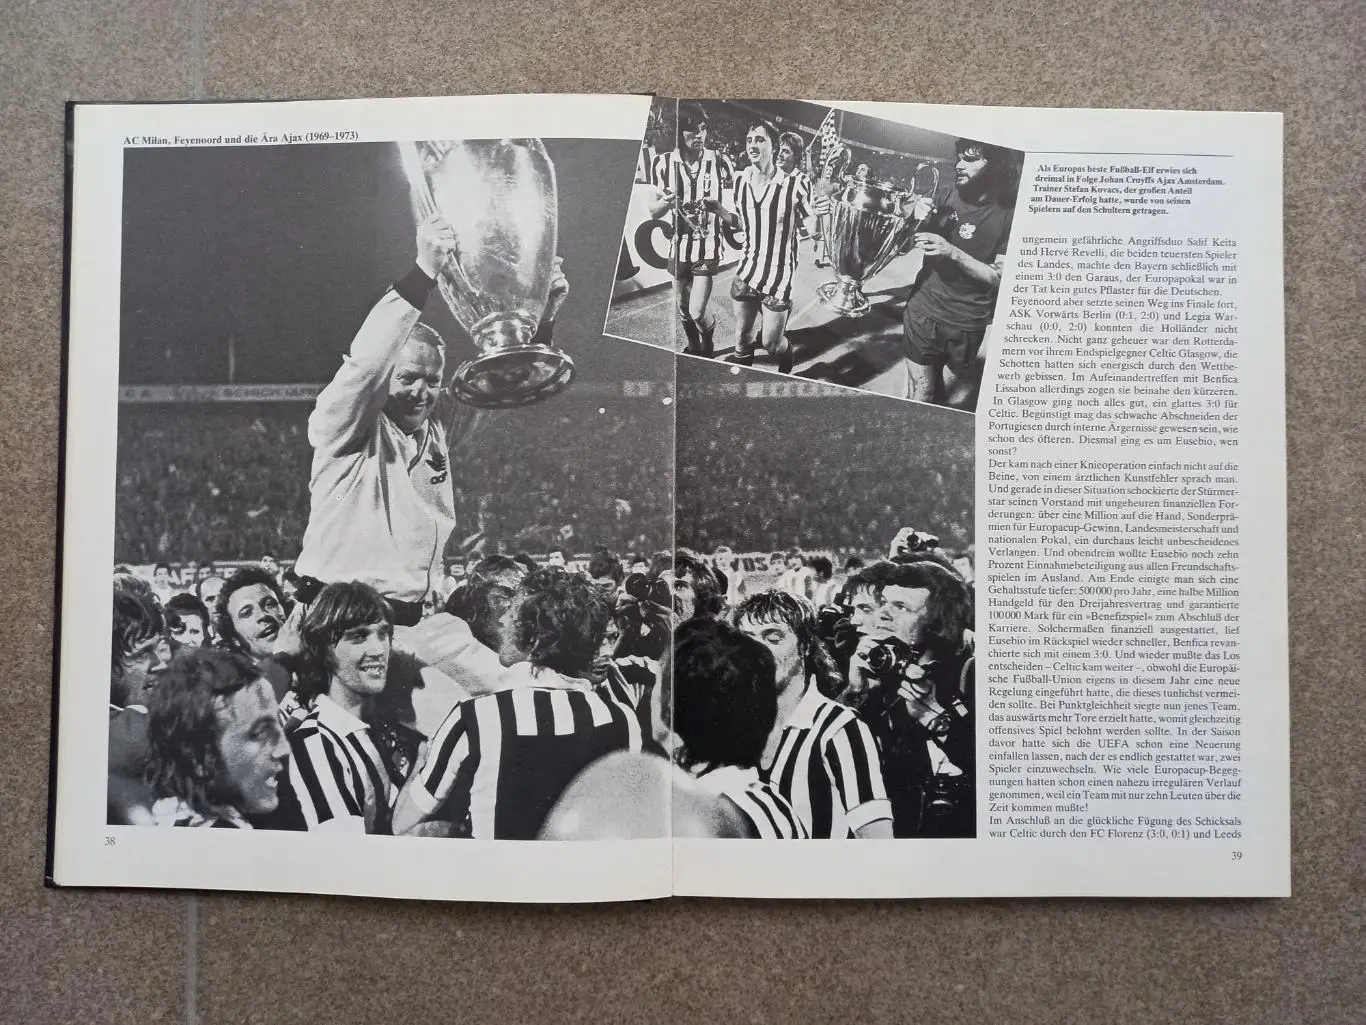 AC Milan, Feyenoord und die Ära Ajax (1969–1973)
Als Europas beste Fußball-Elf erwies sich
dreimal in Folge Johan Cruyffs Ajax Amsterdam.
Trainer Stefan Kovacs, der großen Anteil
am Dauer-Erfolg hatte, wurde von seinen
Spielern auf den Schultern getragen.
ungemein gefährliche Angriffsduo Salif Keita
und Hervé Revelli, die beiden teuersten Spieler
des Landes, machte den Bayern schließlich mit
einem 3:0 den Garaus, der Europapokal war in
der Tat kein gutes Pflaster für die Deutschen.
Feyenoord aber setzte seinen Weg ins Finale fort,
ASK Vorwärts Berlin (0:1, 2:0) und Legia War-
schau (0:0, 2:0) konnten die Holländer nicht
schrecken. Nicht ganz geheuer war den Rotterda-
mern vor ihrem Endspielgegner Celtic Glasgow, die
Schotten hatten sich energisch durch den Wettbe-
werb gebissen. Im Aufeinandertreffen mit Benfica
Lissabon allerdings zogen sie beinahe den kürzeren.
In Glasgow ging noch alles gut, ein glattes 3:0 für
Celtic. Begünstigt mag das schwache Abschneiden der
Portugiesen durch interne Ärgernisse gewesen sein, wie
schon des öfteren. Diesmal ging es um Eusebio, wen
sonst?
Der kam nach einer Knieoperation einfach nicht auf die
Beine, von einem ärztlichen Kunstfehler sprach man.
Und gerade in dieser Situation schockierte der Stürmer-
star seinen Vorstand mit ungeheuren finanziellen For-
derungen: über eine Million auf die Hand, Sonderprä-
mien für Europacup-Gewinn, Landesmeisterschaft und
nationalen Pokal, ein durchaus leicht unbescheidenes
Verlangen. Und obendrein wollte Eusebio noch zehn
Prozent Einnahmebeteiligung aus allen Freundschafts-
spielen im Ausland. Am Ende einigte man sich eine
Gehaltsstufe tiefer: 500000 pro Jahr, eine halbe Million
Handgeld für den Dreijahresvertrag und garantierte
100000 Mark für ein »Benefizspiel« zum Abschluß der
Karriere. Solchermaßen finanziell ausgestattet, lief
Eusebio im Rückspiel wieder schneller, Benfica revan-
chierte sich mit einem 3:0. Und wieder mußte das Los
entscheiden – Celtic kam weiter –, obwohl die Europäi-
sche Fußball-Union eigens in diesem Jahr eine neue
Regelung eingeführt hatte, die dieses tunlichst vermei-
den sollte. Bei Punktgleichheit siegte nun jenes Team,
das auswärts mehr Tore erzielt hatte, womit gleichzeitig
offensives Spiel belohnt werden sollte. In der Saison
davor hatte sich die UEFA schon eine Neuerung
einfallen lassen, nach der es endlich gestattet war, zwei
Spieler einzuwechseln. Wie viele Europacup-Begeg-
nungen hatten schon einen nahezu irregulären Verlauf
genommen, weil ein Team mit nur zehn Leuten über die
Zeit kommen mußte!
Im Anschluß an die glückliche Fügung des Schicksals
war Celtic durch den FC Florenz (3:0, 0:1) und Leeds
38
39